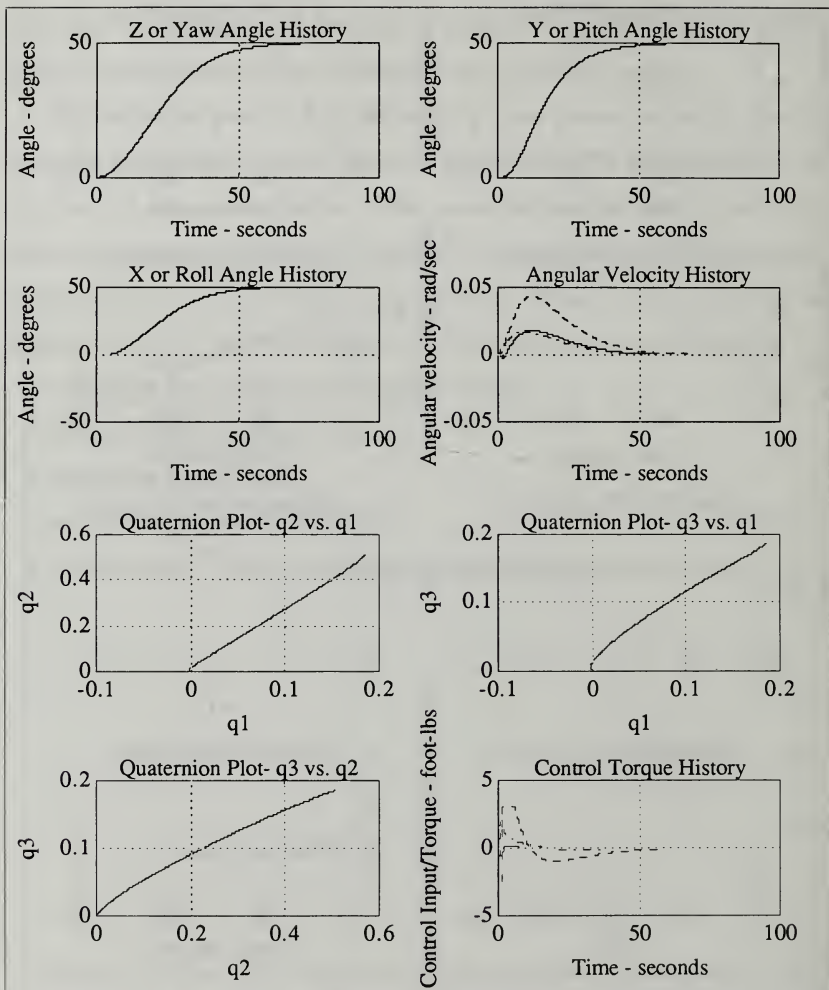 Z or Yaw Angle History
Angle - degrees
50
0
0
50
100
Time - seconds
Y or Pitch Angle History
Angle - degrees
50
0
0
50
100
Time - seconds
X or Roll Angle History
Angle - degrees
50
0
-50
0
50
100
Time - seconds
Angular Velocity History
Angular velocity - rad/sec
0.05
0
-0.05
0
50
100
Time - seconds
Quaternion Plot- q2 vs. q1
q2
0.6
0.4
0.2
0
-0.1
0
0.1
0.2
q1
Quaternion Plot- q3 vs. q1
q3
0.2
0.1
0
-0.1
0
0.1
0.2
q1
Quaternion Plot- q3 vs. q2
q3
0.2
0.1
0
0
0.2
0.4
0.6
q2
Control Torque History
Control Input/Torque - foot-lbs
5
0
-5
0
50
100
Time - seconds